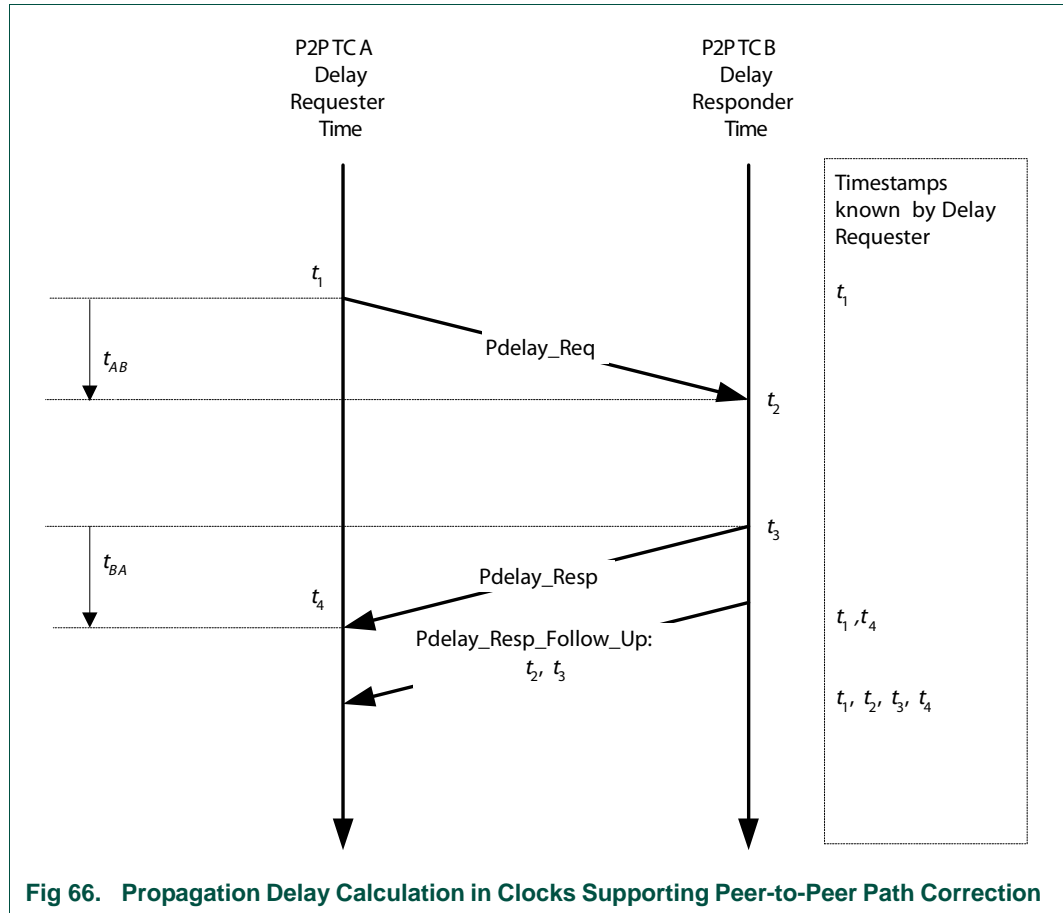 P2P TC A
Delay
Requester
Time
P2P TC B
Delay
Responder
Time
Timestamps
known by Delay
Requester
t1
t1
Pdelay_Req
tAB
t2
t3
tBA
Pdelay_Resp
t4
t1 ,t4
Pdelay_Resp_Follow_Up:
t2, t3
t1, t2, t3, t4
Fig 66. Propagation Delay Calculation in Clocks Supporting Peer-to-Peer Path Correction